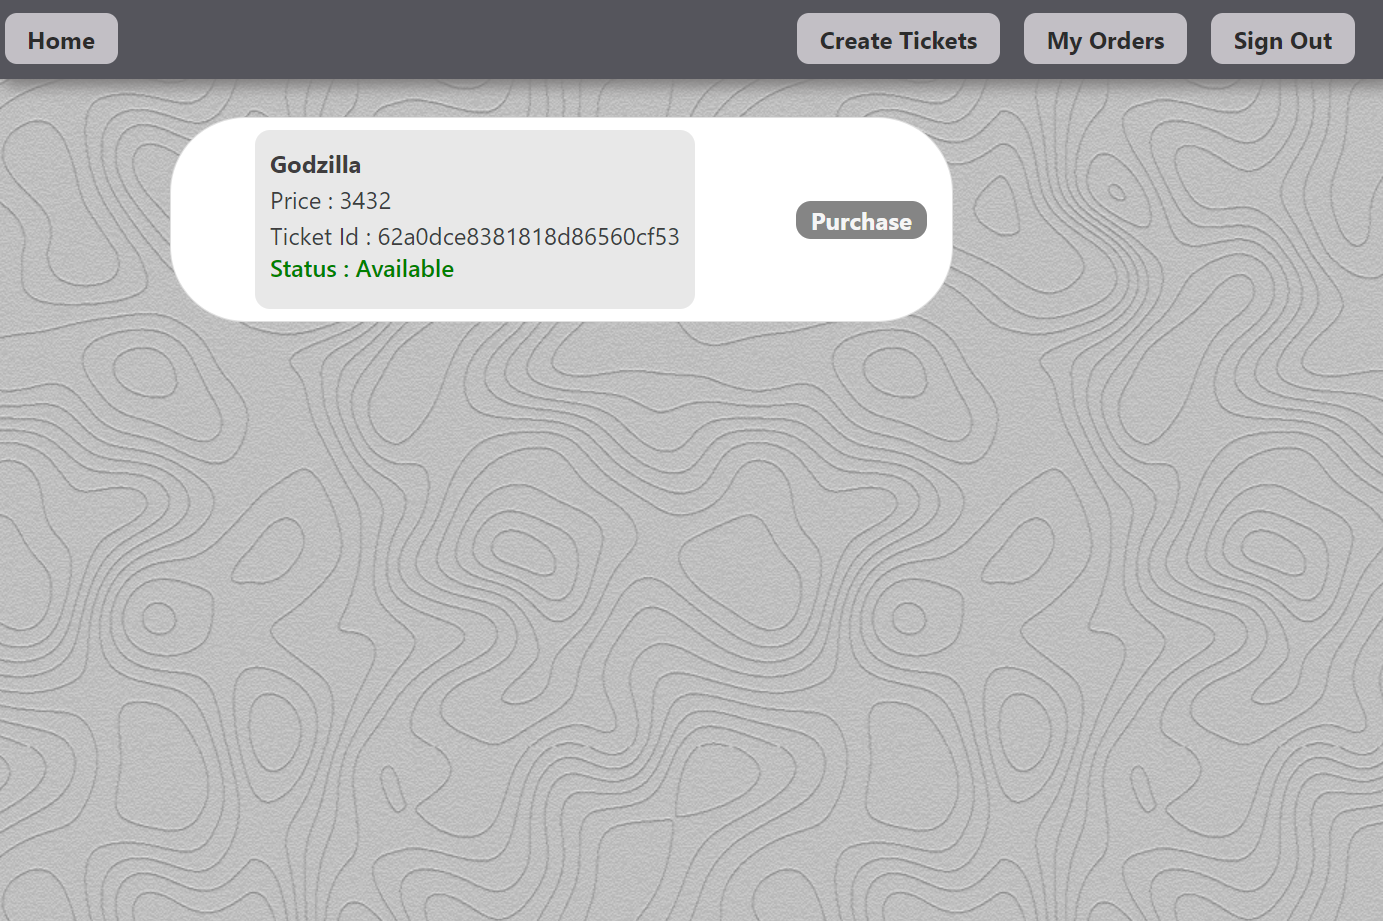 Home
Create Tickets
My Orders
Sign Out
Godzilla
Price : 3432
Ticket Id : 62a0dce8381818d86560cf53
Status : Available
Purchase